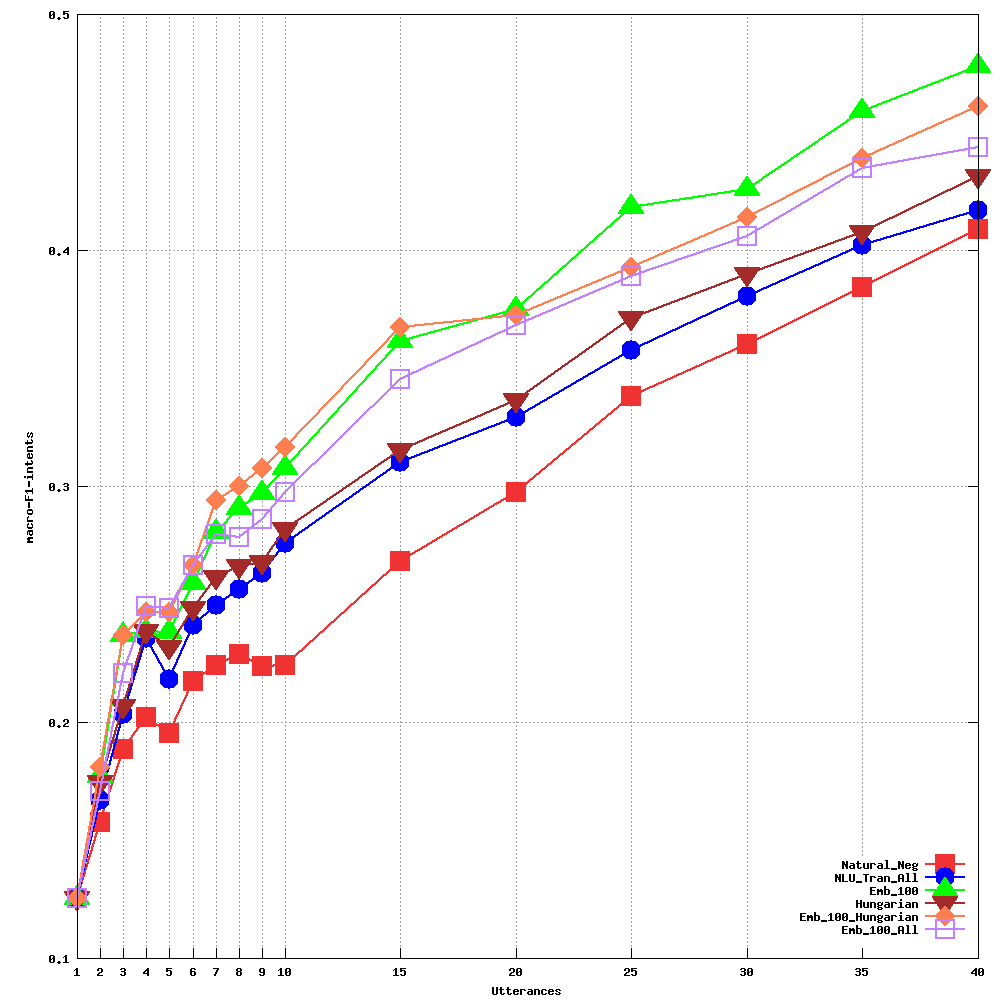 0.5
0.4
0.3
0.2
0.1
macro-F1-intents
Natural_Neg
NLU_Tran_All
Emb_100
Hungarian
Emb_100_Hungarian
Emb_100_All
1 2 3 4 5 6 7 8 9 10 15 20 25 30 35 40
Utterances